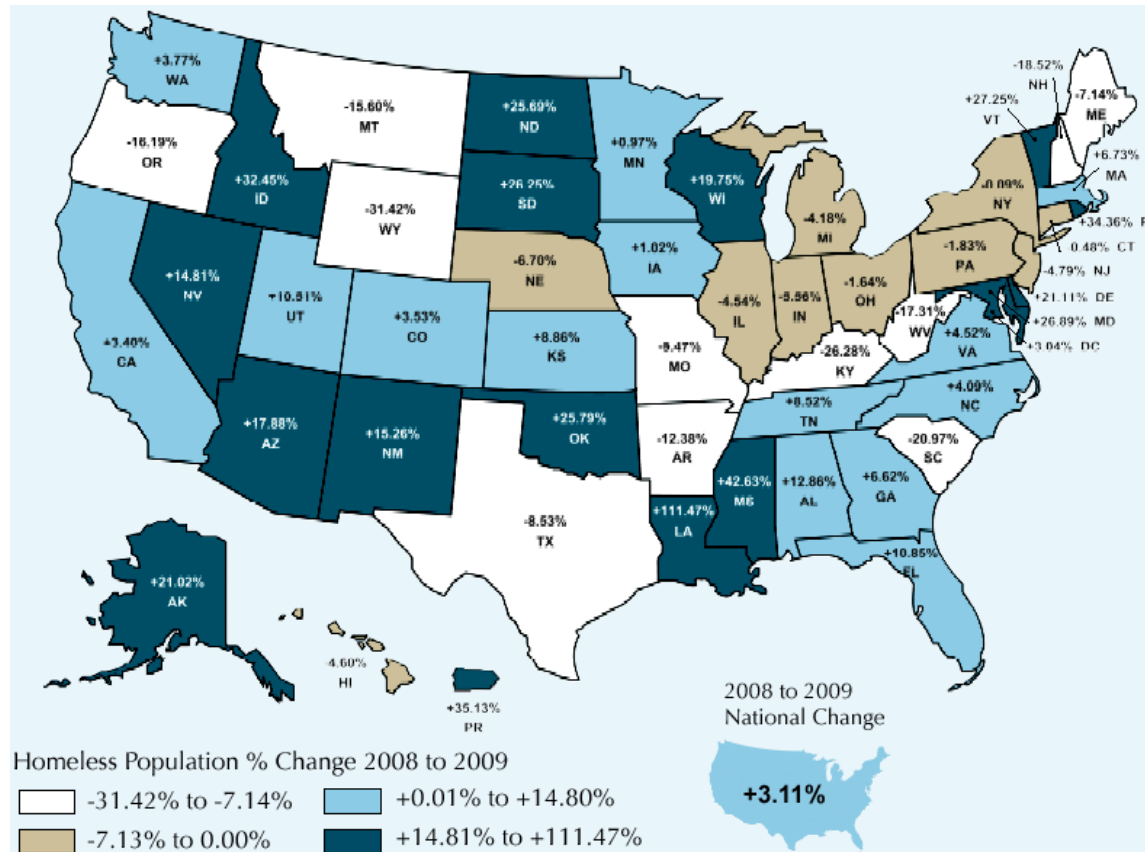 +3.77%
WA
-16.19%
OR
+32.45%
ID
-15.60%
MT
-31.42%
WY
+25.69%
ND
+26.25%
SD
-6.70%
NE
+0.97%
MN
+19.75%
WI
+1.02%
IA
-4.18%
MI
-18.52%
NH
+27.25%
VT
-7.14%
ME
+6.73%
MA
-0.09%
NY
+34.36%
-0.48% CT
-1.83%
PA
-4.79% NJ
+21.11% DE
+26.89% MD
+3.04% DC
+14.81%
NV
UT
+3.53%
CO
CA
+8.86%
KS
MO
-4.54%
IL
IN
-1.64%
OH
-17.31%
WV
+4.52%
VA
-26.28%
KY
+4.09%
NC
+8.52%
TN
-20.97%
SC
+17.88%
AZ
+15.26%
NM
+25.79%
OK
-12.38%
AR
+42.63%
MS
+12.86%
AL
+6.62%
GA
+111.47%
LA
-8.53%
TX
+10.85%
FL
+21.02%
AK
-4.60%
HI
+35.13%
PR
2008 to 2009
National Change
+3.11%
Homeless Population % Change 2008 to 2009
-31.42% to -7.14%
+0.01% to +14.80%
-7.13% to 0.00%
+14.81% to +111.47%